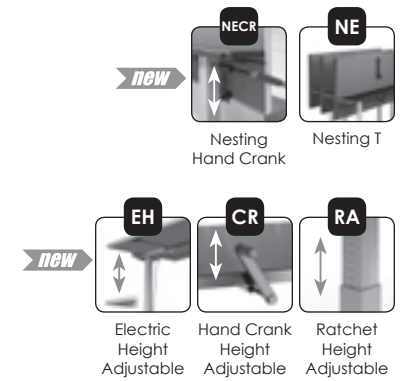 NECR
NE
new
Nesting
Hand Crank
Nesting T
EH
CR
RA
new
Electric
Height
Adjustable
Hand Crank
Height
Adjustable
Ratchet
Height
Adjustable